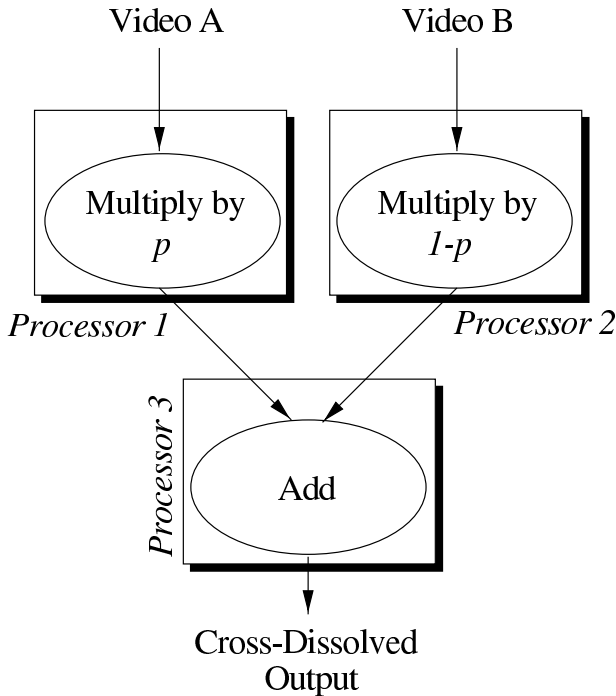 Video A
Video B
Multiply by
p
Multiply by
1-p
Processor 1
Processor 2
Processor 3
Add
Cross-Dissolved
Output